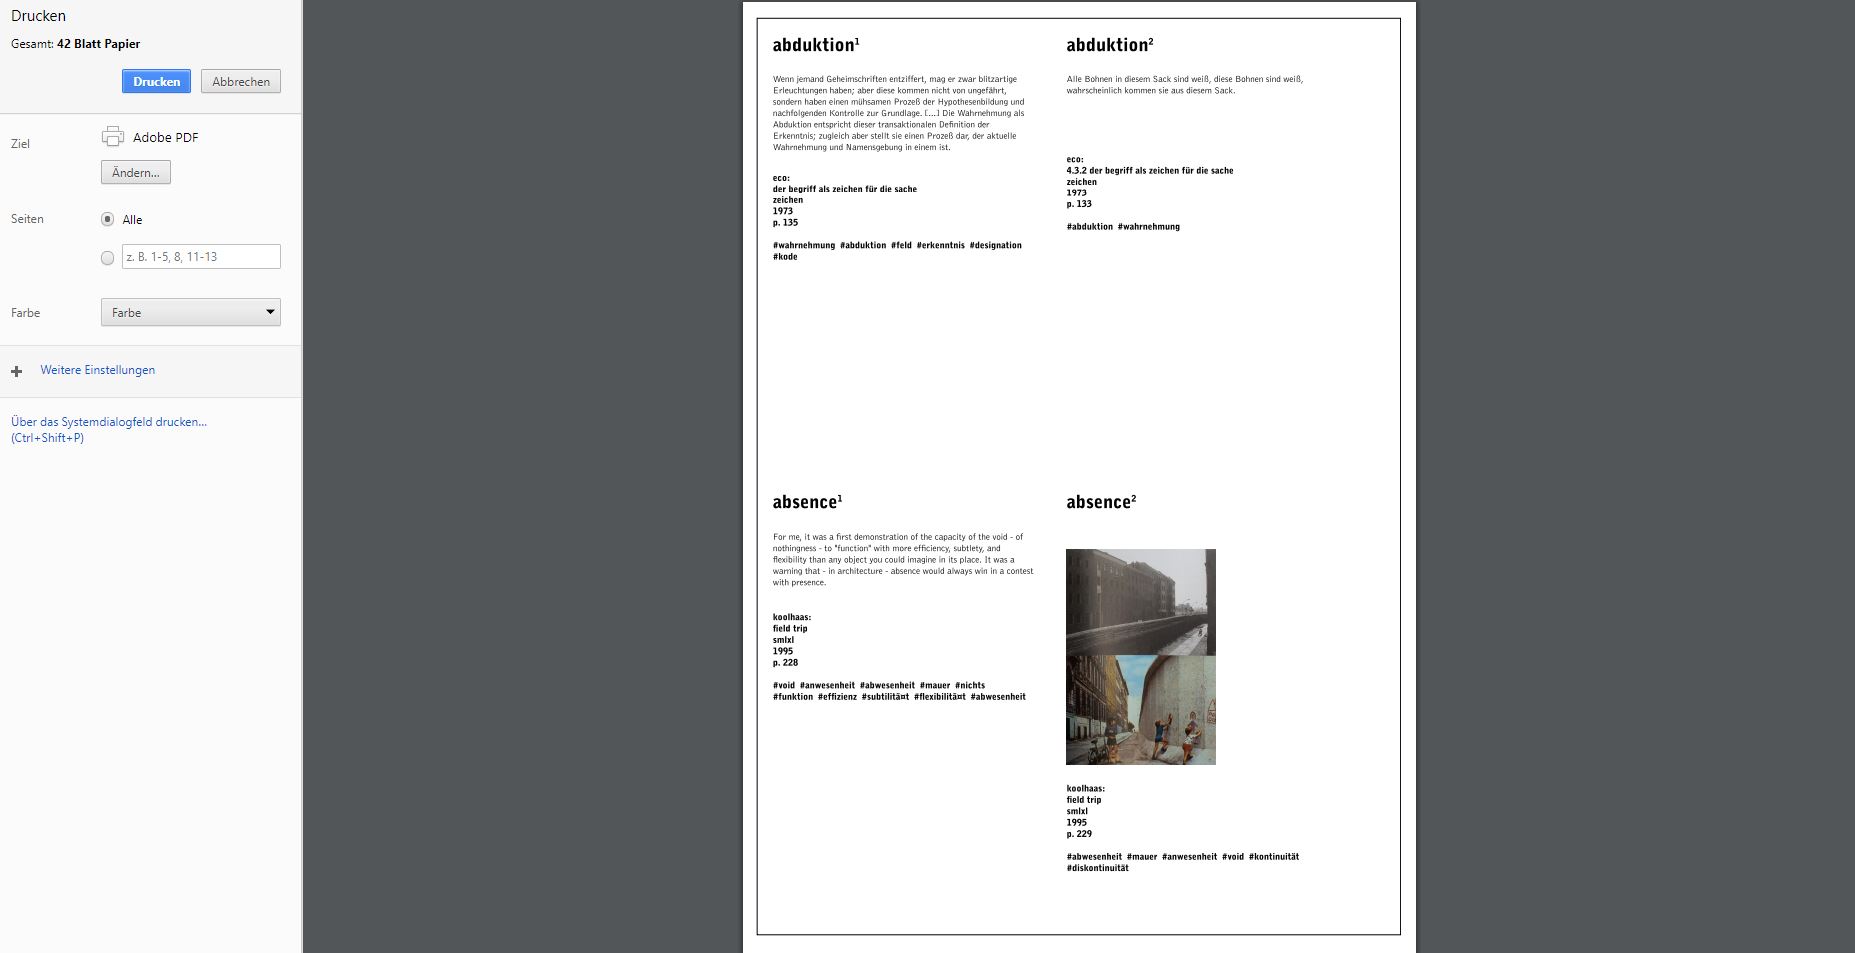 Drucken
Gesamt: 42 Blatt Papier
Drucken
Abbrechen
Ziel
Adobe PDF
Ändern...
Seiten
Alle
z. B. 1-5, 8, 11-13
Farbe
Farbe
Weitere Einstellungen
Über das Systemdialogfeld drucken...
(Ctrl+Shift+P)
abduktion¹
Wenn jemand Geheimschriften entziffert, mag er zwar blitzartige
Erleuchtungen haben; aber diese kommen nicht von ungefährt,
sondern haben einen mühsamen Prozeß der Hypothesenbildung und
nachfolgenden Kontrolle zur Grundlage. [...] Die Wahrnehmung als
Abduktion entspricht dieser transaktionalen Definition der
Erkenntnis; zugleich aber stellt sie einen Prozeß dar, der aktuelle
Wahrnehmung und Namensgebung in einem ist.
eco:
der begriff als zeichen für die sache
zeichen
1973
p. 135
#wahrnehmung #abduktion #feld #erkenntnis #designation
#kode
abduktion²
Alle Bohnen in diesem Sack sind weiß, diese Bohnen sind weiß,
wahrscheinlich kommen sie aus diesem Sack.
eco:
4.3.2 der begriff als zeichen für die sache
zeichen
1973
p. 133
#abduktion #wahrnehmung
absence¹
For me, it was a first demonstration of the capacity of the void - of
nothingness - to "function" with more efficiency, subtlety, and
flexibility than any object you could imagine in its place. It was a
warning that - in architecture - absence would always win in a contest
with presence.
koolhaas:
field trip
smlxl
1995
p. 228
#void #anwesenheit #abwesenheit #mauer #nichts
#funktion #effizienz #subtilitä¤t #flexibilitä¤t #abwesenheit
absence²
koolhaas:
field trip
smlxl
1995
p. 229
#abwesenheit #mauer #anwesenheit #void #kontinuität
#diskontinuität